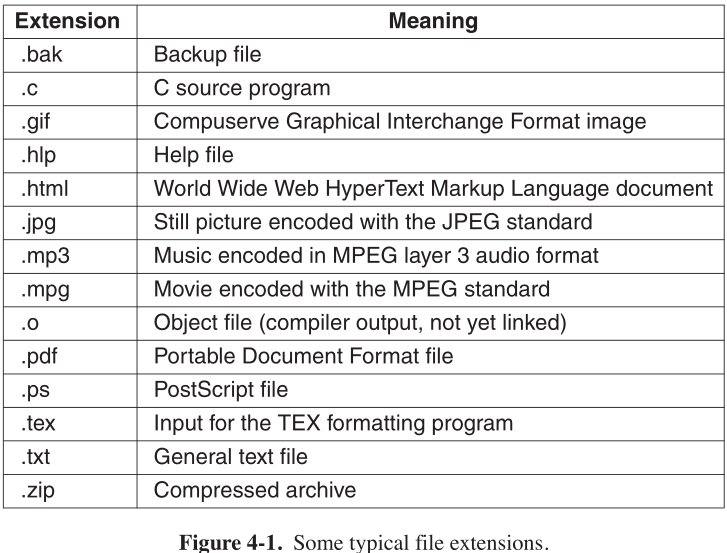 Extension Meaning
.bak Backup file
.c C source program
.gif Compuserve Graphical Interchange Format image
.hlp Help file
.html World Wide Web HyperText Markup Language document
.jpg Still picture encoded with the JPEG standard
.mp3 Music encoded in MPEG layer 3 audio format
.mpg Movie encoded with the MPEG standard
.o Object file (compiler output, not yet linked)
.pdf Portable Document Format file
.ps PostScript file
.tex Input for the TEX formatting program
.txt General text file
.zip Compressed archive
Figure 4-1. Some typical file extensions.